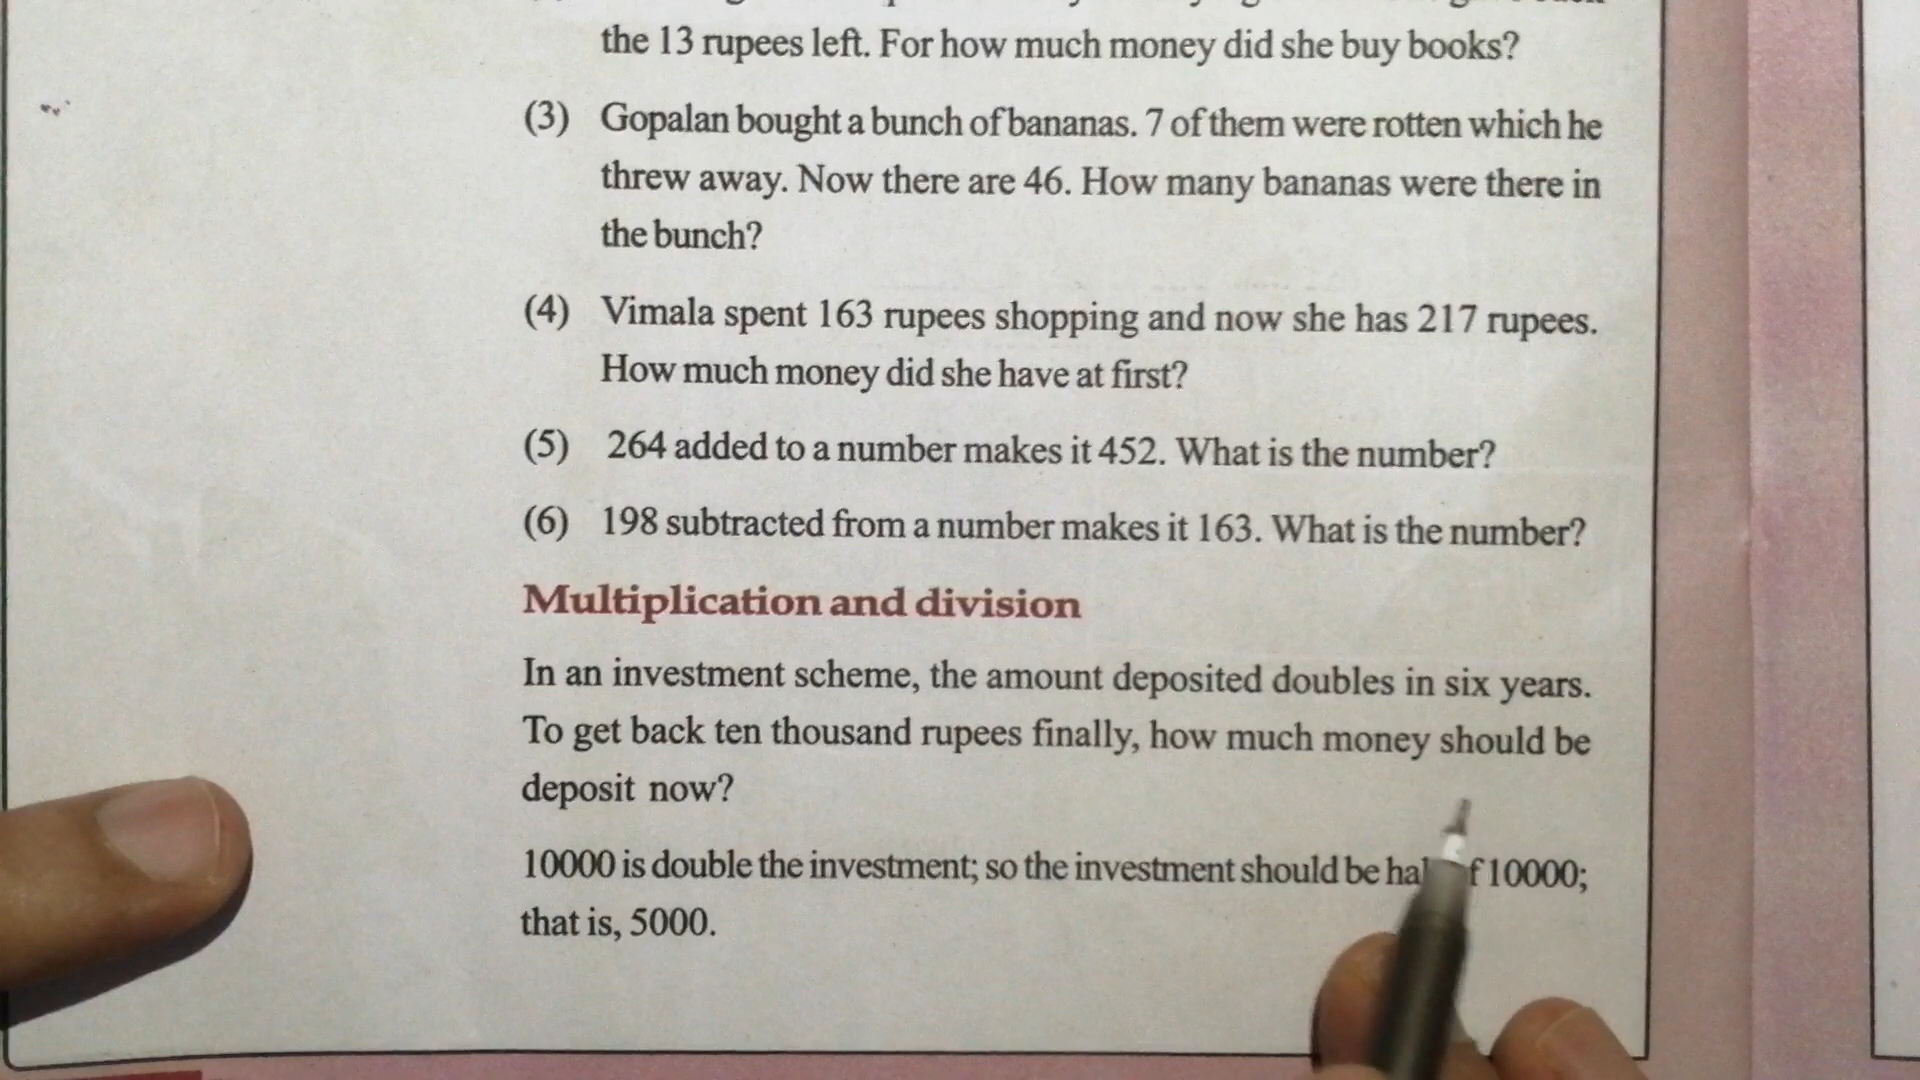 the 13 rupees left. For how much money did she buy books?
(3) Gopalan bought a bunch of bananas. 7 of them were rotten which he
threw away. Now there are 46. How many bananas were there in
the bunch?
(4) Vimala spent 163 rupees shopping and now she has 217 rupees.
How much money did she have at first?
(5) 264 added to a number makes it 452. What is the number?
(6) 198 subtracted from a number makes it 163. What is the number?
Multiplication and division
In an investment scheme, the amount deposited doubles in six years.
To get back ten thousand rupees finally, how much money should be
deposit now?
10000 is double the investment; so the investment should be half of 10000;
that is, 5000.